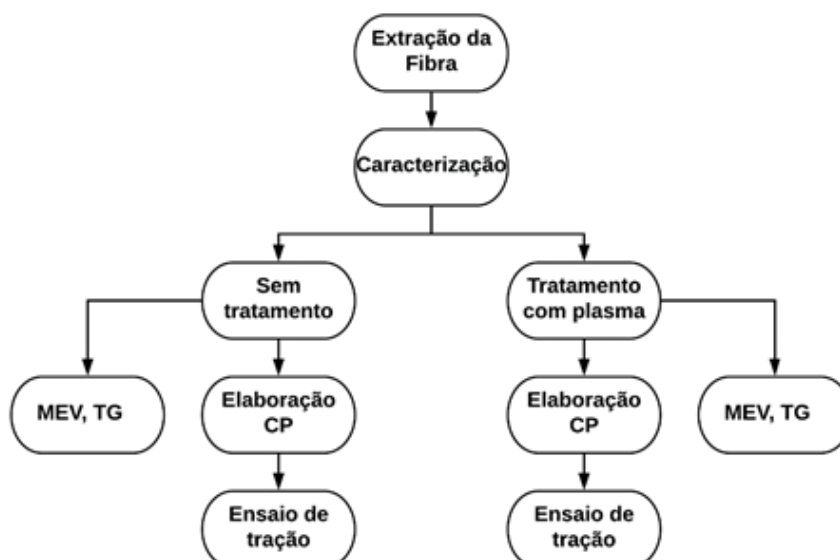 Extração da
Fibra
Caracterização
Sem
tratamento
Tratamento
com plasma
MEV, TG
Elaboração
CP
Elaboração
CP
MEV, TG
Ensaio de
tração
Ensaio de
tração